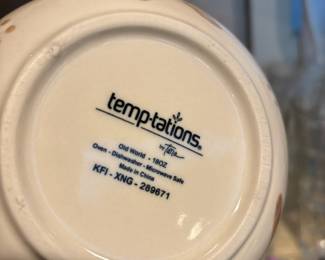 temp-tations®
by Tara
Old World - 18OZ
Oven - Dishwasher - Microwave Safe
Made in China
KFI - XNG - 289671